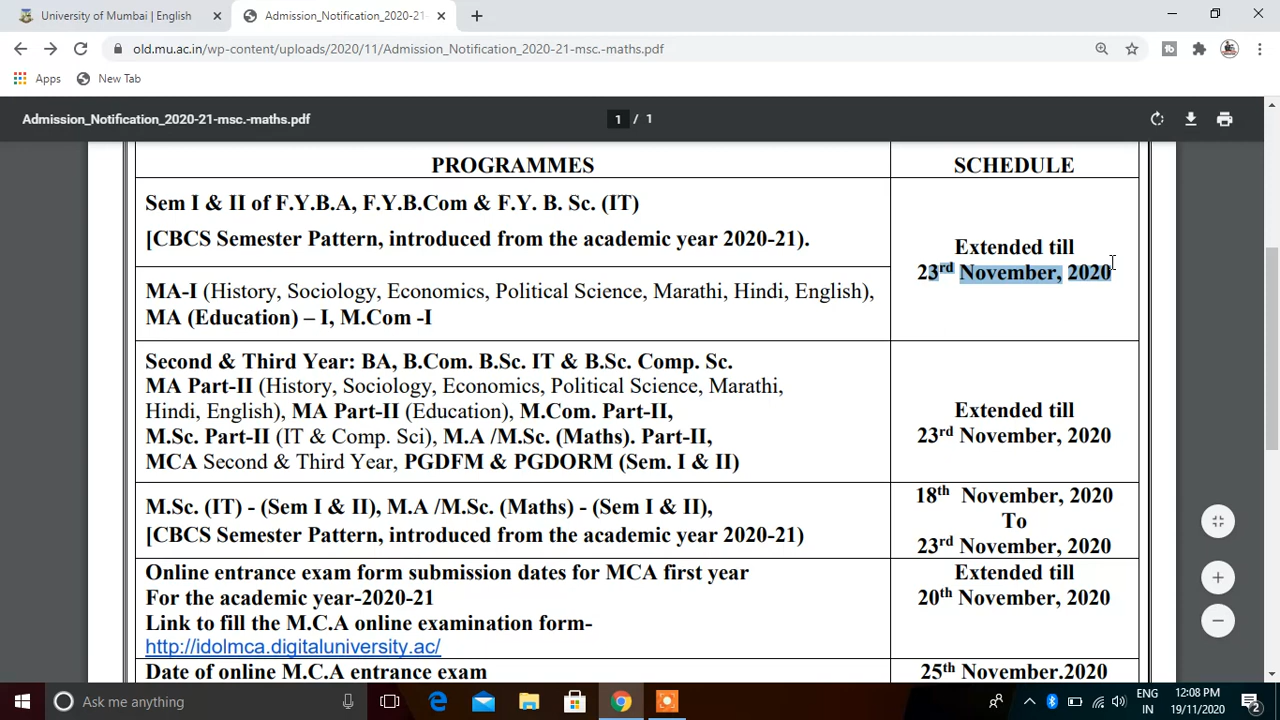 University of Mumbai | English
Admission_Notification_2020-21-
old.mu.ac.in/wp-content/uploads/2020/11/Admission_Notification_2020-21-msc.-maths.pdf
Apps
New Tab
Admission_Notification_2020-21-msc.-maths.pdf
1 / 1
PROGRAMMES
SCHEDULE
Sem I & II of F.Y.B.A, F.Y.B.Com & F.Y. B. Sc. (IT)
[CBCS Semester Pattern, introduced from the academic year 2020-21).
MA-I (History, Sociology, Economics, Political Science, Marathi, Hindi, English),
MA (Education) – I, M.Com -I
Extended till
23rd November, 2020
Second & Third Year: BA, B.Com. B.Sc. IT & B.Sc. Comp. Sc.
MA Part-II (History, Sociology, Economics, Political Science, Marathi,
Hindi, English), MA Part-II (Education), M.Com. Part-II,
M.Sc. Part-II (IT & Comp. Sci), M.A /M.Sc. (Maths). Part-II,
MCA Second & Third Year, PGDFM & PGDORM (Sem. I & II)
Extended till
23rd November, 2020
M.Sc. (IT) - (Sem I & II), M.A /M.Sc. (Maths) - (Sem I & II),
[CBCS Semester Pattern, introduced from the academic year 2020-21)
18th November, 2020
To
23rd November, 2020
Online entrance exam form submission dates for MCA first year
For the academic year-2020-21
Link to fill the M.C.A online examination form-
http://idolmca.digitaluniversity.ac/
Extended till
20th November, 2020
Date of online M.C.A entrance exam
25th November.2020
Ask me anything
ENG
IN
12:08 PM
19/11/2020
2